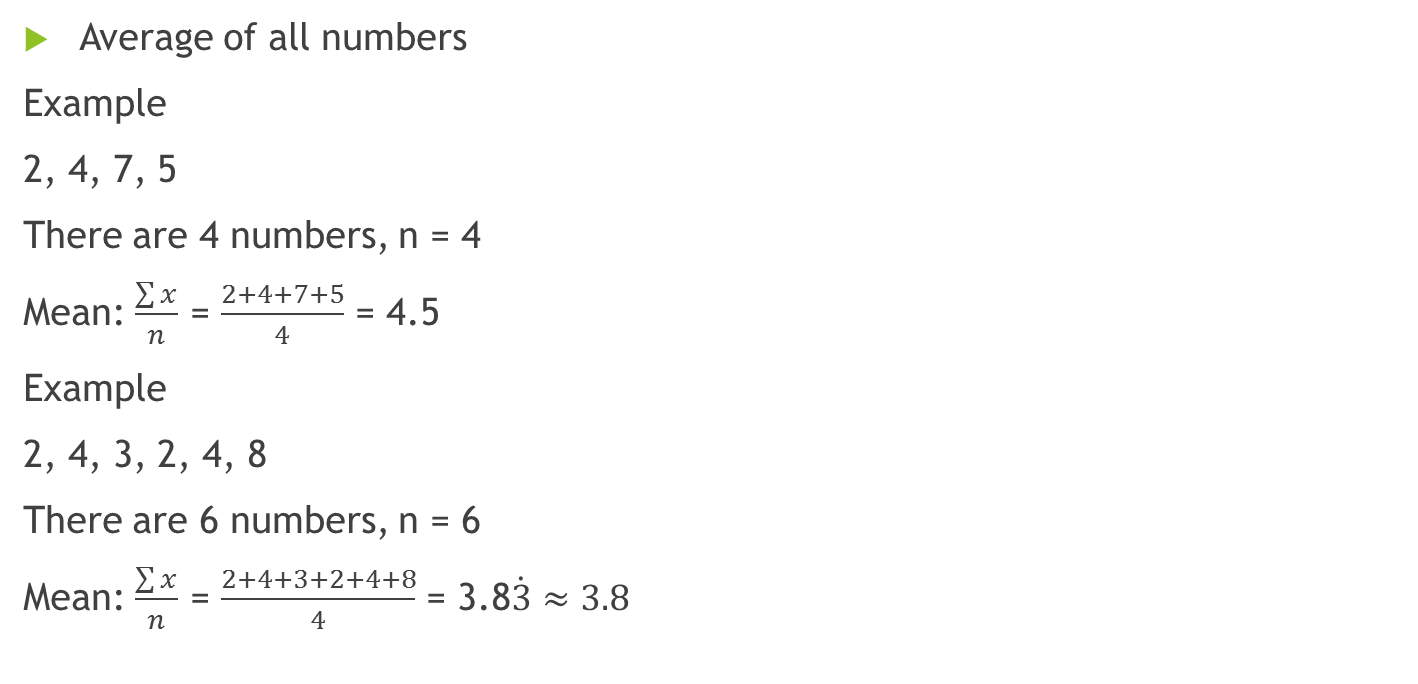 ▶ Average of all numbers
Example
2, 4, 7, 5
There are 4 numbers, n = 4
Mean: ∑x/n = 2+4+7+5/4 = 4.5
Example
2, 4, 3, 2, 4, 8
There are 6 numbers, n = 6
Mean: ∑x/n = 2+4+3+2+4+8/4 = 3.83̇ ≈ 3.8